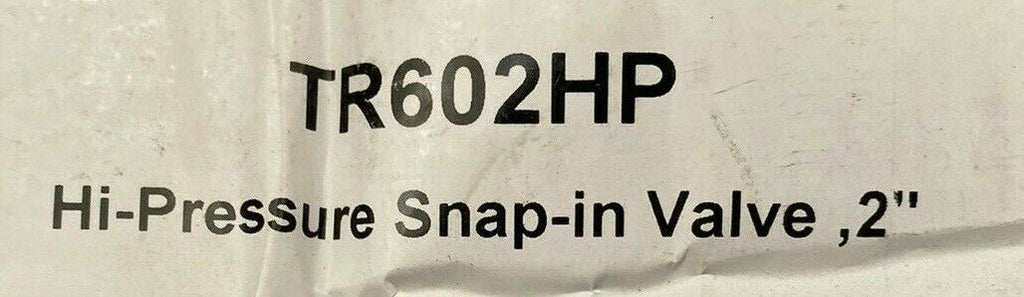 TR602HP
Hi-Pressure Snap-in Valve ,2"